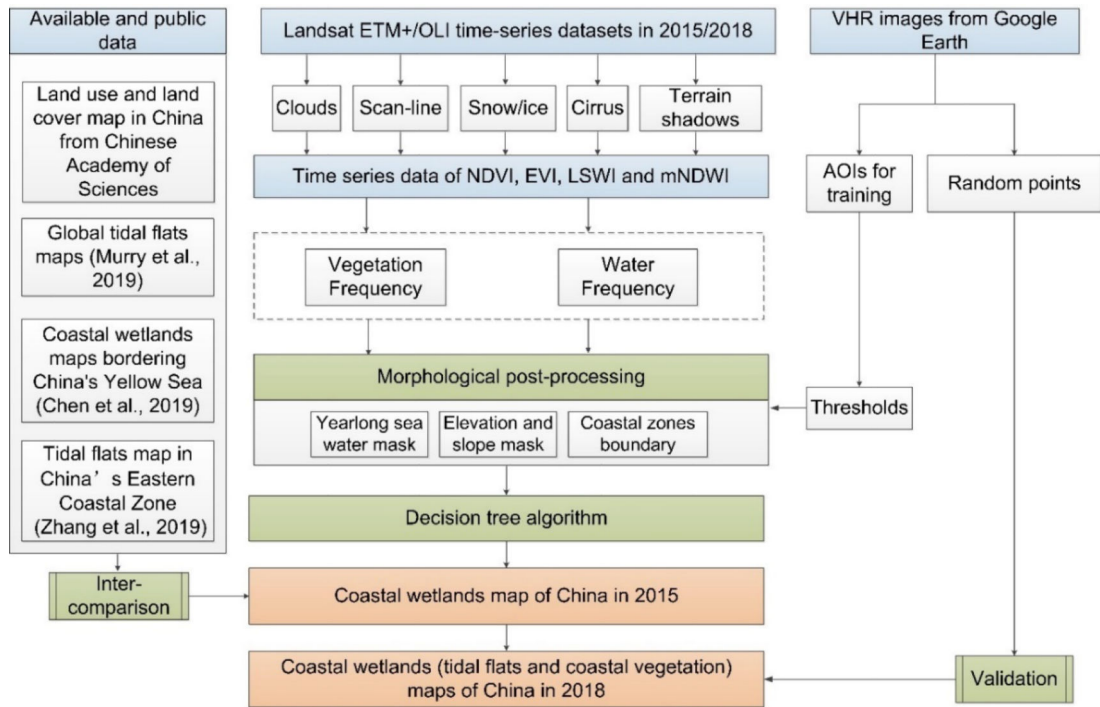 Available and public
data
Land use and land
cover map in China
from Chinese
Academy of
Sciences
Global tidal flats
maps (Murry et al.,
2019)
Coastal wetlands
maps bordering
China's Yellow Sea
(Chen et al., 2019)
Tidal flats map in
China’s Eastern
Coastal Zone
(Zhang et al., 2019)
Inter-
comparison
Landsat ETM+/OLI time-series datasets in 2015/2018
Clouds
Scan-line
Snow/ice
Cirrus
Terrain
shadows
Time series data of NDVI, EVI, LSWI and mNDWI
Vegetation
Frequency
Water
Frequency
Morphological post-processing
Yearlong sea
water mask
Elevation and
slope mask
Coastal zones
boundary
Decision tree algorithm
Coastal wetlands map of China in 2015
Coastal wetlands (tidal flats and coastal vegetation)
maps of China in 2018
VHR images from Google
Earth
AOIs for
training
Random points
Thresholds
Validation